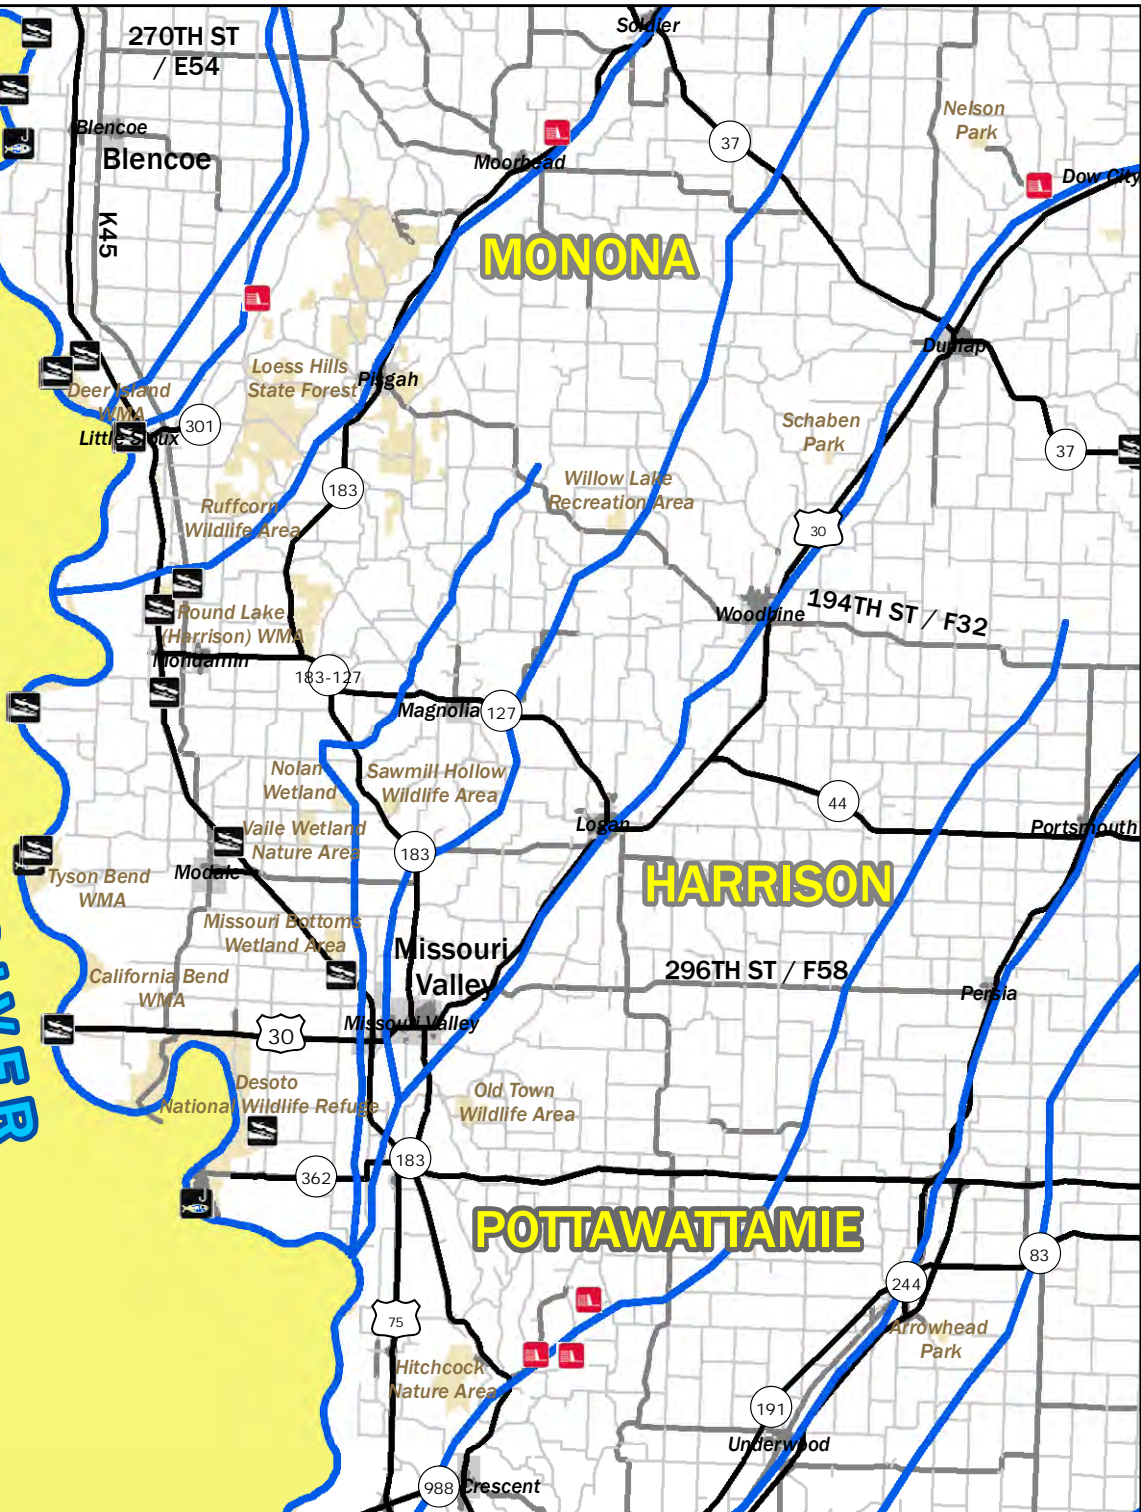 Soldier
270TH ST
/ E54
Nelson
Park
Blencoe
Blencoe
37
Moorhead
Dow City
K45
MONONA
Loess Hills
State Forest
Pisgah
Dunlap
Deer Island
WMA
Little Sioux
301
Schaben
Park
37
183
Willow Lake
Recreation Area
Ruffcorn
Wildlife Area
30
Round Lake
(Harrison) WMA
Woodbine
194TH ST / F32
Mondamin
183-127
Magnolia
127
Nolan
Wetland
Sawmill Hollow
Wildlife Area
44
Logan
Portsmouth
Vaile Wetland
Nature Area
183
Tyson Bend
WMA
Modale
HARRISON
Missouri Bottoms
Wetland Area
Missouri
Valley
296TH ST / F58
California Bend
WMA
Persia
30
Missouri Valley
Desoto
National Wildlife Refuge
Old Town
Wildlife Area
183
362
POTTAWATTAMIE
83
244
75
Arrowhead
Park
Hitchcock
Nature Area
191
Underwood
988
Crescent